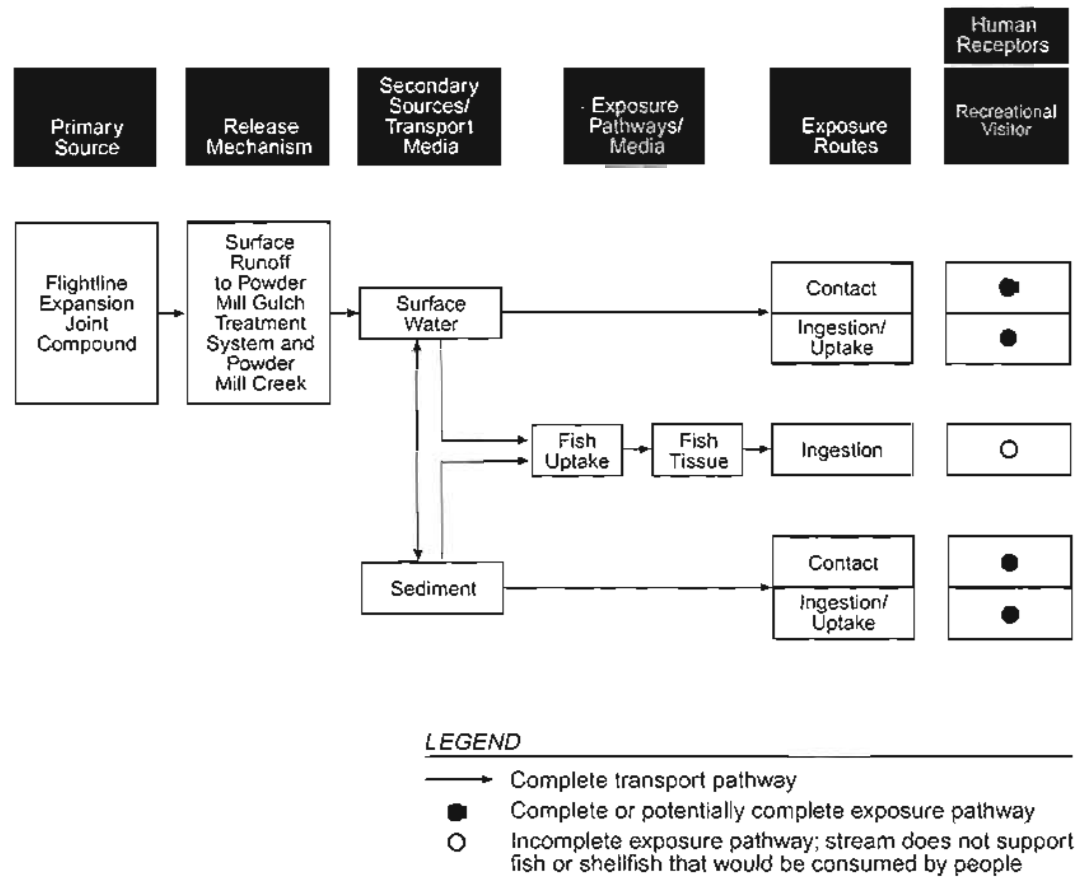 Human
Receptors
Primary
Source
Release
Mechanism
Secondary
Sources/
Transport
Media
Exposure
Pathways/
Media
Exposure
Routes
Recreational
Visitor
Flightline
Expansion
Joint
Compound
Surface
Runoff
to Powder
Mill Gulch
Treatment
System and
Powder
Mill Creek
Surface
Water
Contact
Ingestion/
Uptake
Fish
Uptake
Fish
Tissue
Ingestion
Sediment
Contact
Ingestion/
Uptake
LEGEND
Complete transport pathway
Complete or potentially complete exposure pathway
Incomplete exposure pathway; stream does not support
fish or shellfish that would be consumed by people